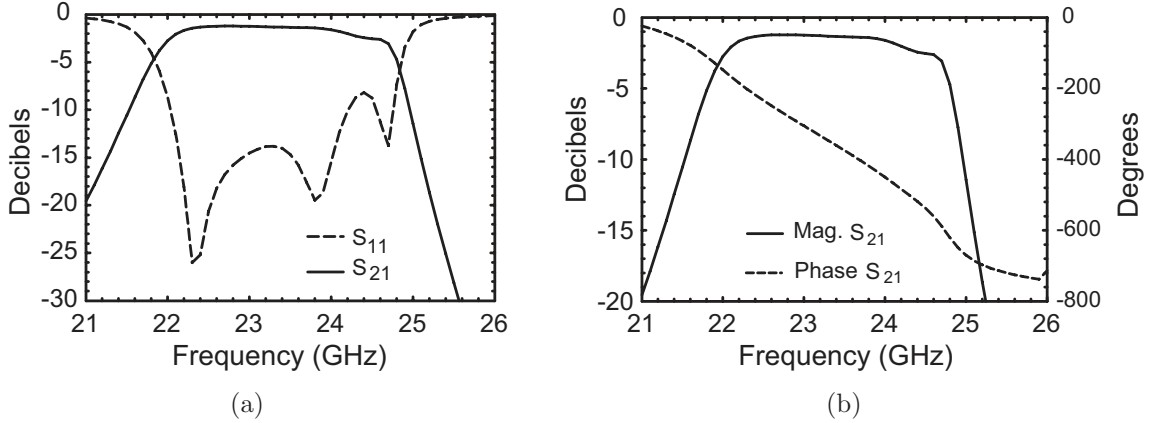 0
-5
-10
-15
-20
-25
-30
Decibels
S11
S21
21 22 23 24 25 26
Frequency (GHz)
(a)
0
-5
-10
-15
-20
Decibels
Mag. S21
Phase S21
0
-200
-400
-600
-800
Degrees
21 22 23 24 25 26
Frequency (GHz)
(b)